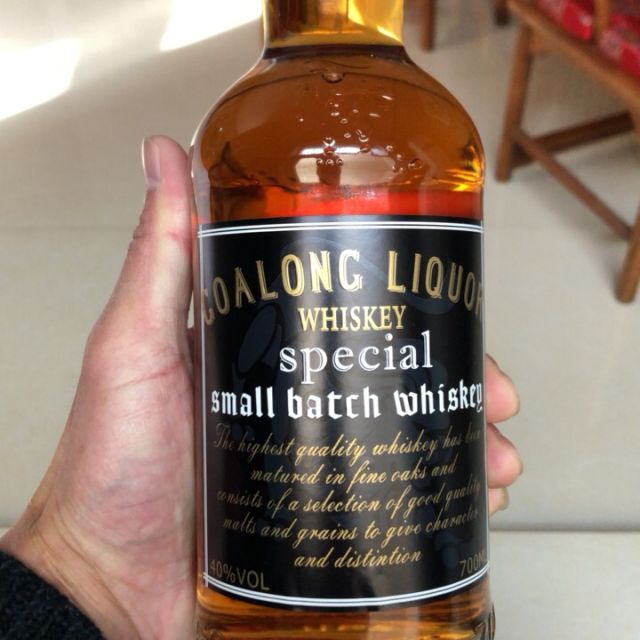 COALONG LIQUOR
WHISKEY
special
small batch whiskey
The highest quality whiskey has been
matured in fine oaks and
consists of a selection of good quality
malts and grains to give character
and distintion
40%VOL
700ML